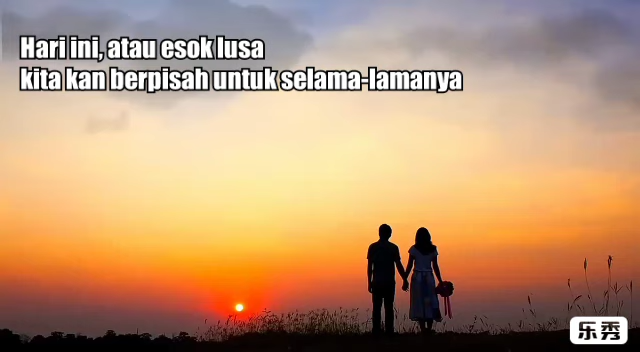 Hari ini, atau esok lusa
kita kan berpisah untuk selama-lamanya
乐秀